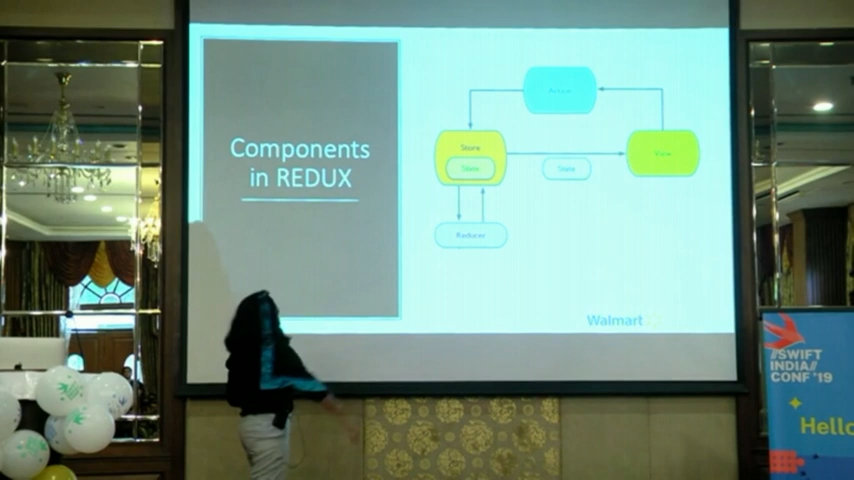 Components
in REDUX
Action
Store
State
State
View
Reducer
Walmart
//SWIFT
INDIA//
CONF '19
Hello